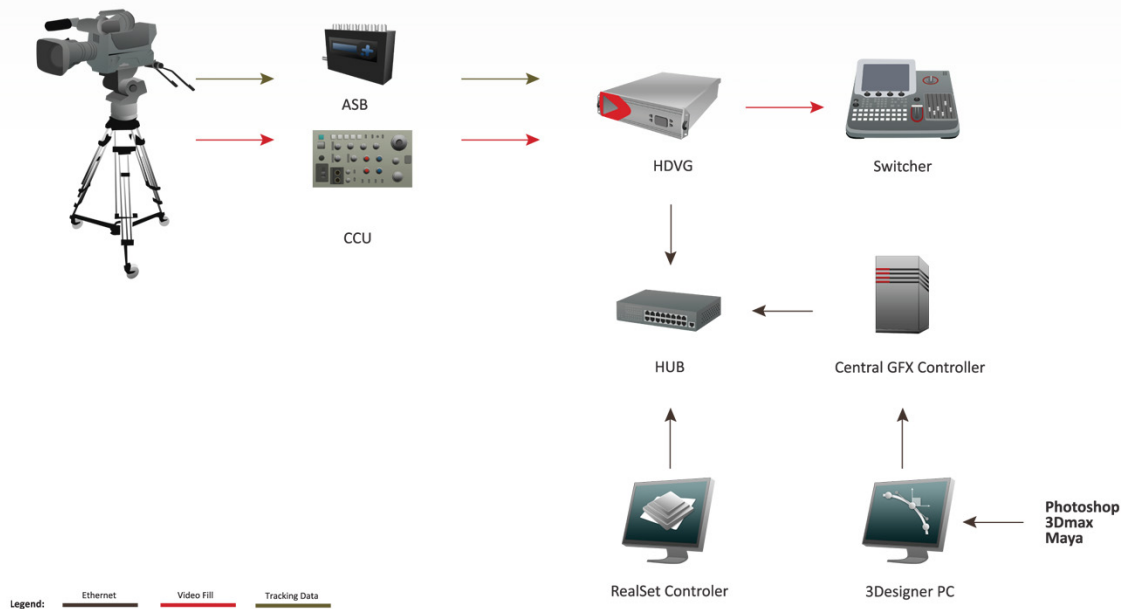 ASB
CCU
HDVG
Switcher
HUB
Central GFX Controller
RealSet Controler
3Designer PC
Photoshop
3Dmax
Maya
Legend: Ethernet Video Fill Tracking Data